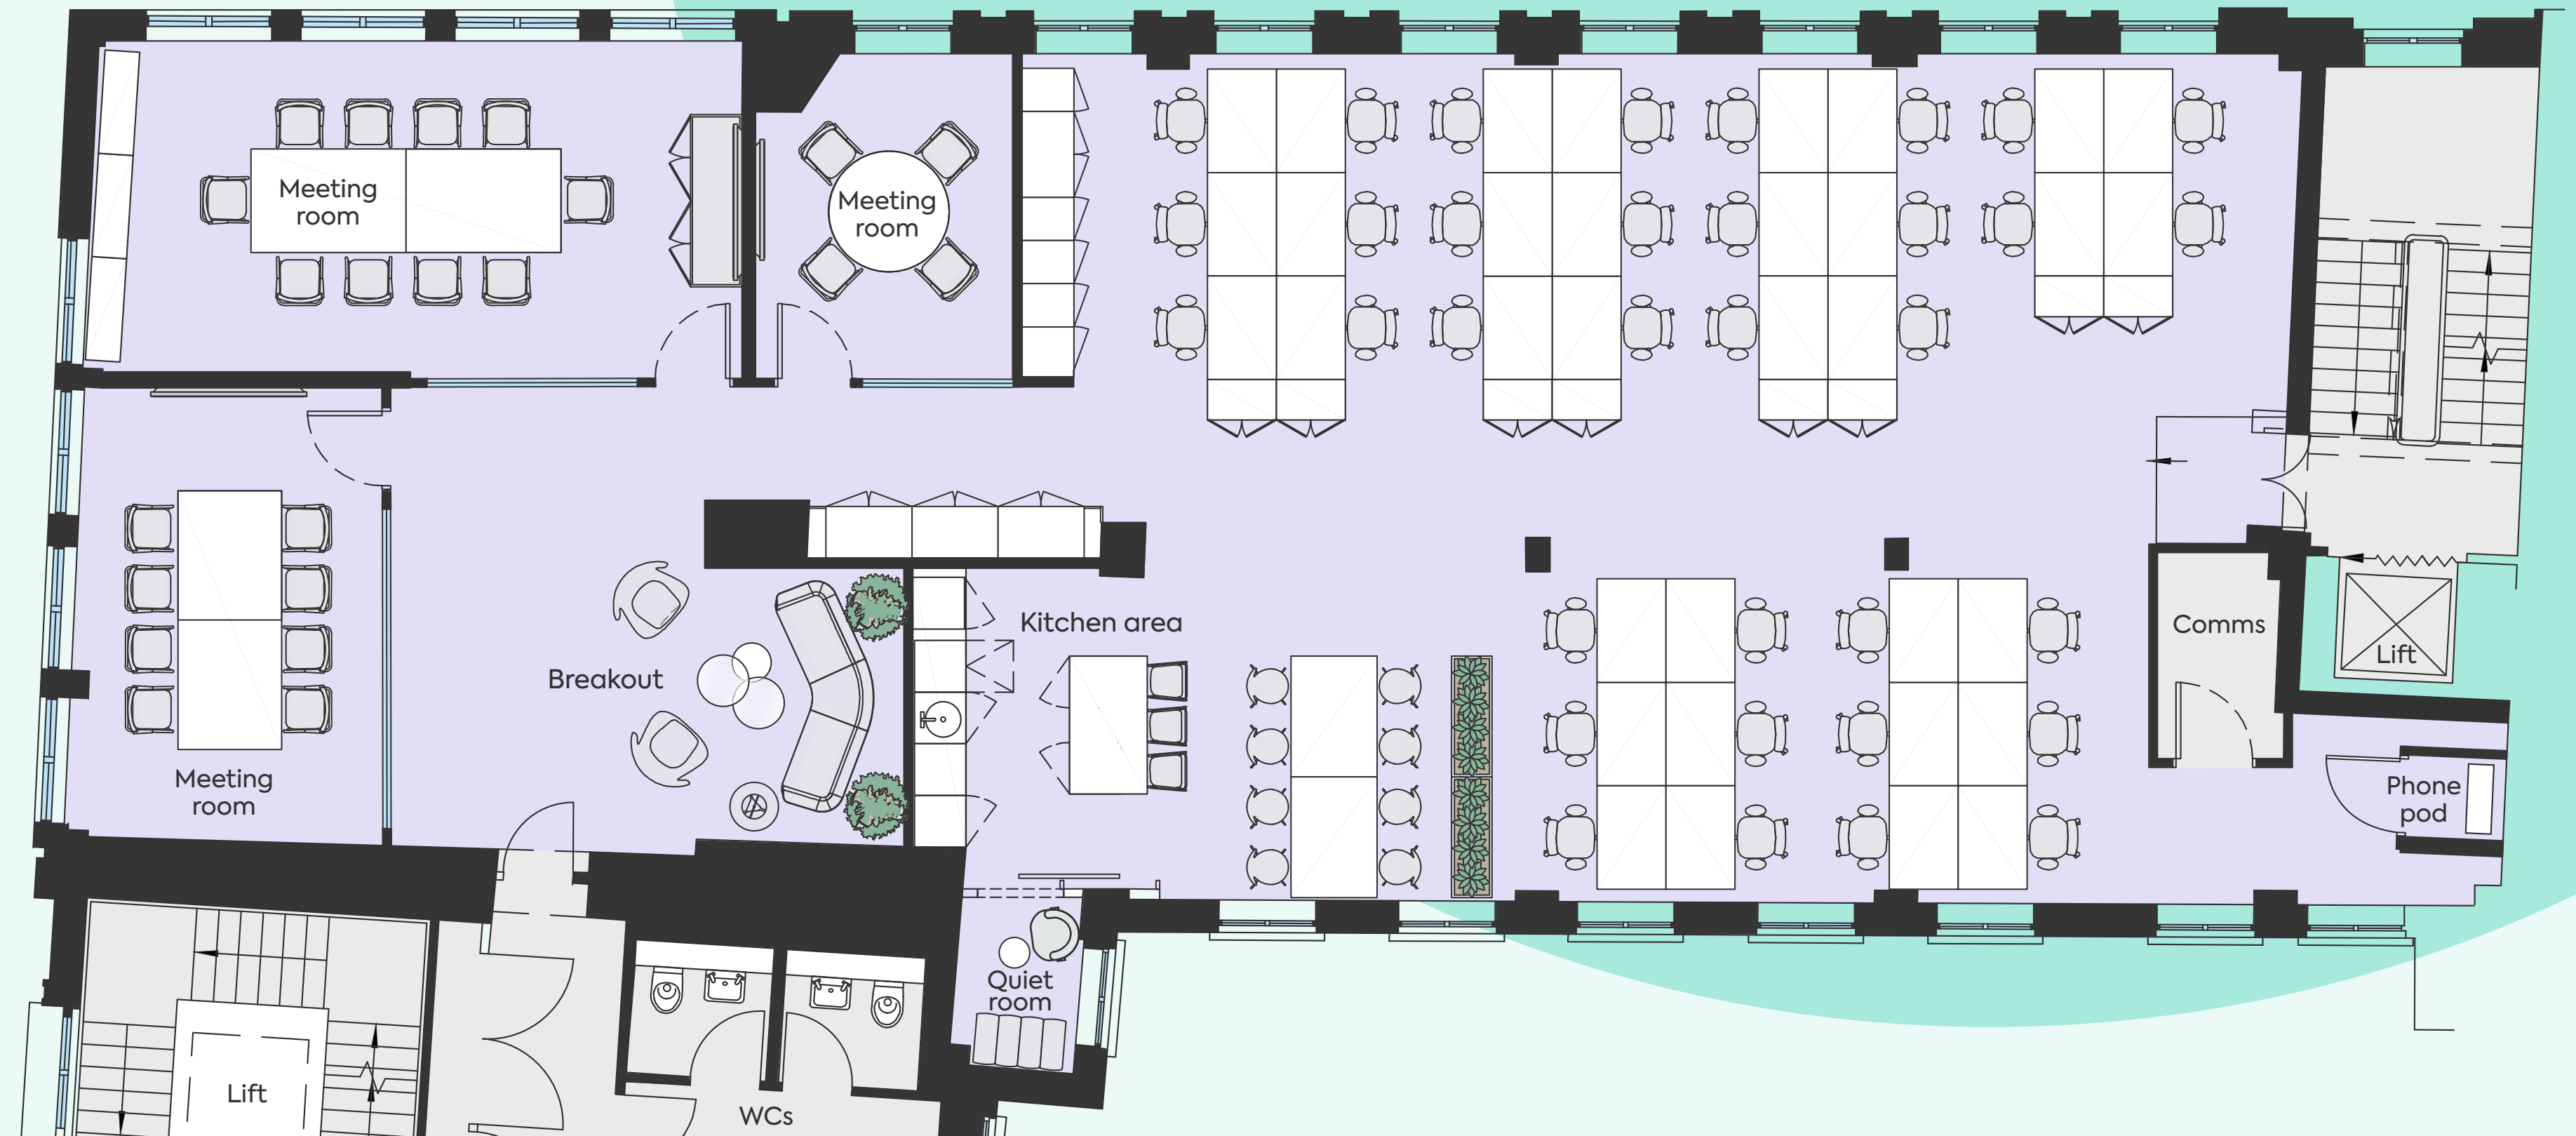 Meeting
room
Meeting
room
Kitchen area
Comms
Lift
Breakout
Meeting
room
Phone
pod
Quiet
room
Lift
WCs